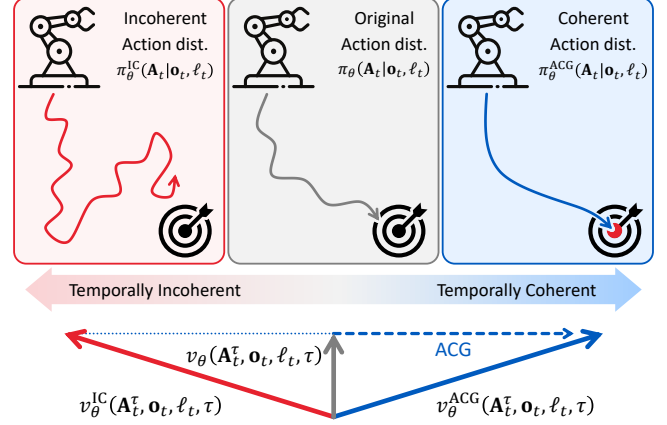 Incoherent
Action dist.
π_θ^IC(A_t|o_t, ℓ_t)
Original
Action dist.
π_θ(A_t|o_t, ℓ_t)
Coherent
Action dist.
π_θ^ACG(A_t|o_t, ℓ_t)
Temporally Incoherent
Temporally Coherent
v_θ(A_t^τ, o_t, ℓ_t, τ)
ACG
v_θ^IC(A_t^τ, o_t, ℓ_t, τ)
v_θ^ACG(A_t^τ, o_t, ℓ_t, τ)